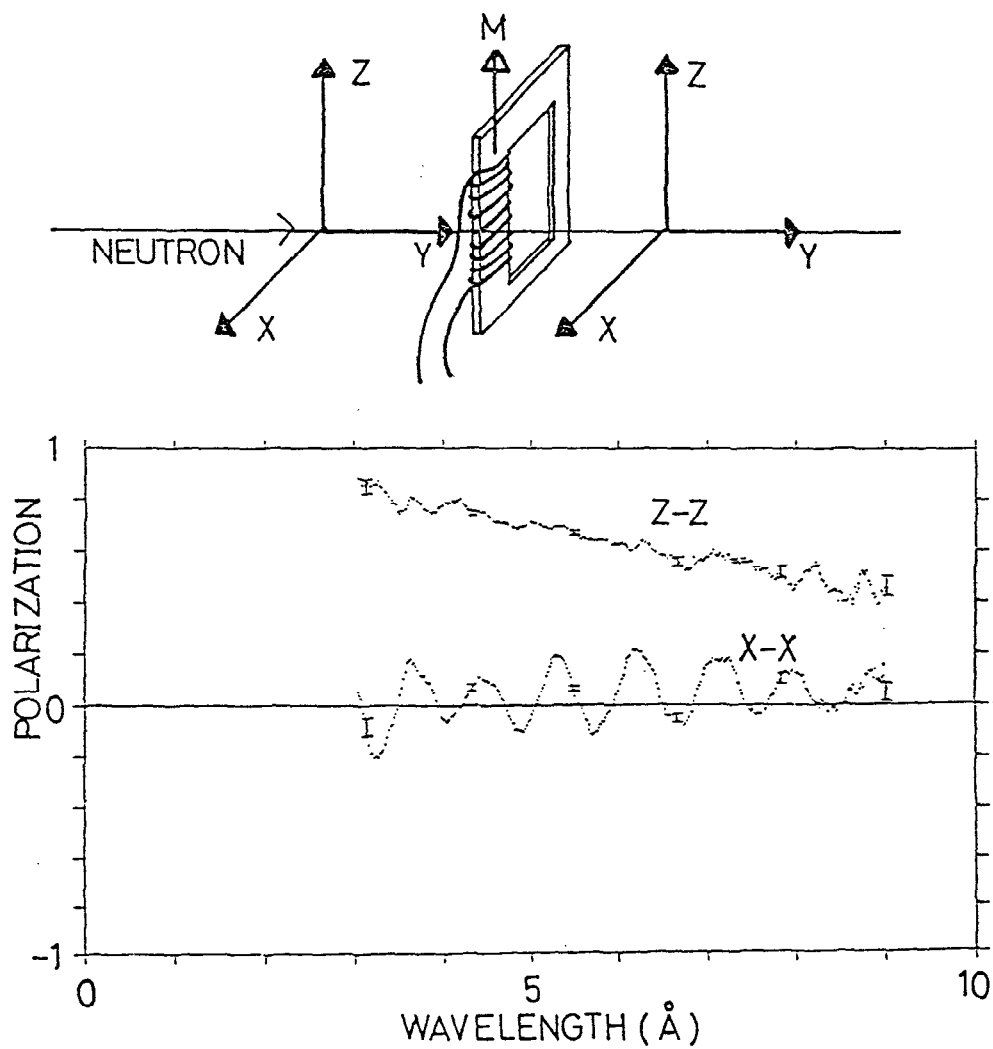 M
Z
Z
NEUTRON
Y
Y
X
X
1
Z-Z
POLARIZATION
X-X
0
-1
0
5
10
WAVELENGTH (Å)